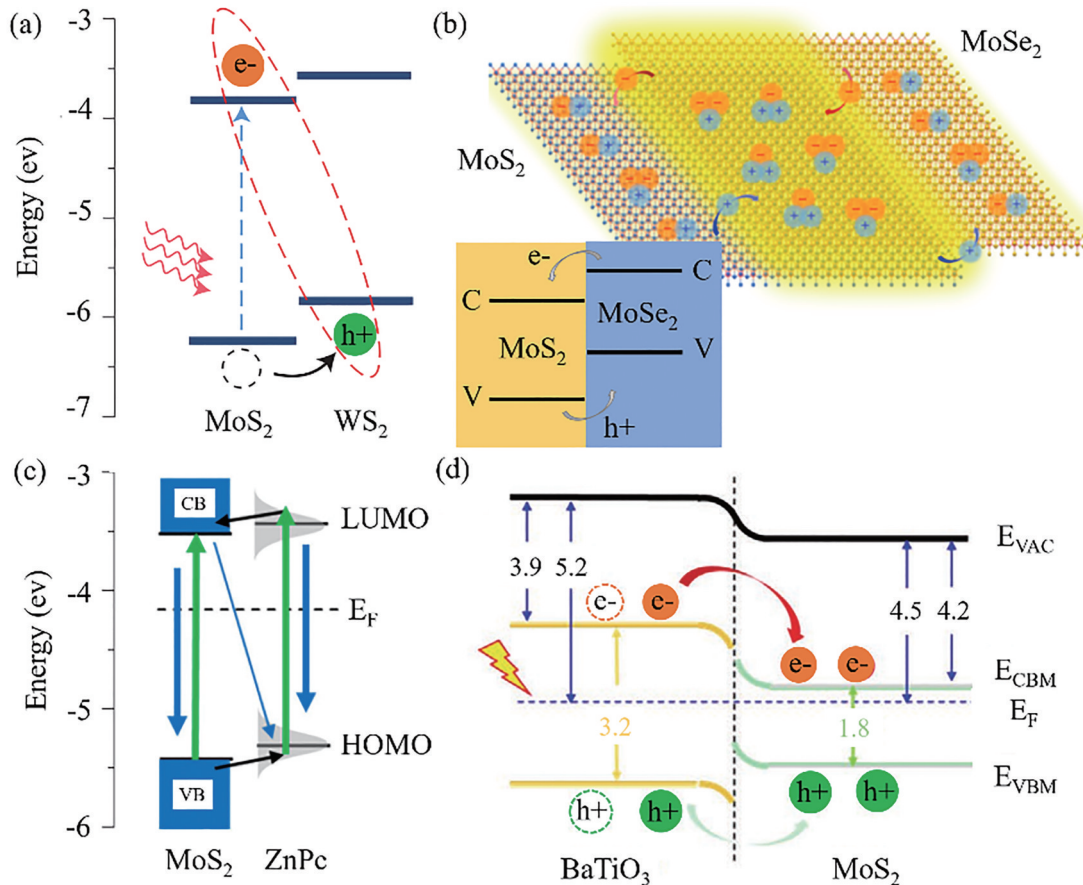 (a)
-3
-4
-5
-6
-7
Energy (ev)
e-
h+
MoS2
WS2
(b)
MoSe2
MoS2
e-
C
C
MoSe2
MoS2
V
V
h+
(c)
-3
-4
-5
-6
Energy (ev)
CB
LUMO
EF
HOMO
VB
MoS2
ZnPc
(d)
EVAC
3.9
5.2
4.5
4.2
e-
e-
e-
e-
ECBM
EF
3.2
1.8
EVBM
h+
h+
h+
h+
BaTiO3
MoS2